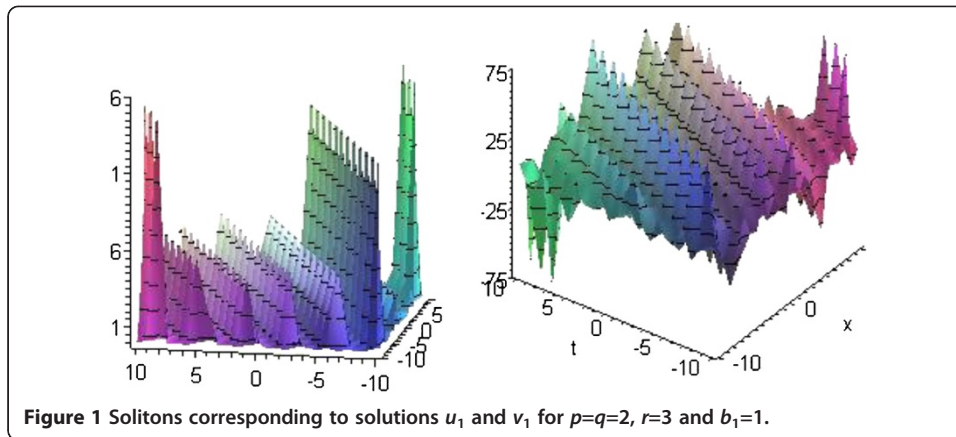 6
1
6
1
10 5 0 -5 -10
-10 -5 0 5
75
25
-25
-75
10 5 0 -5 -10
t
-10 0
x
Figure 1 Solitons corresponding to solutions u₁ and v₁ for p=q=2, r=3 and b₁=1.